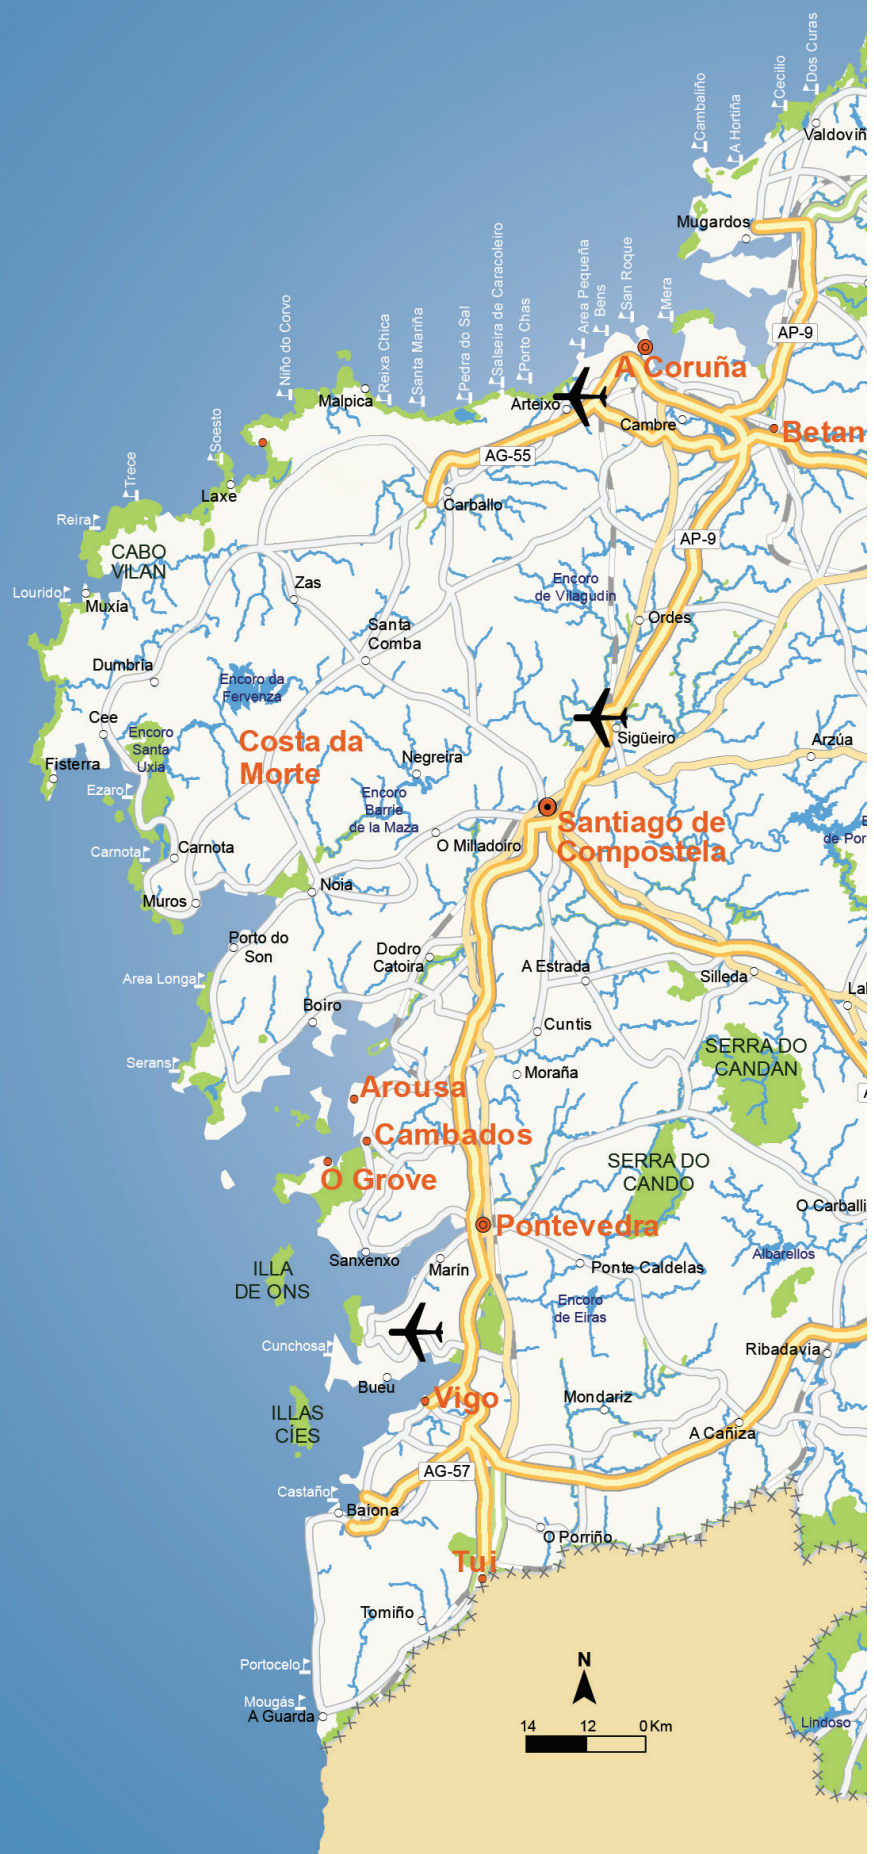 Dos Curas
Cecilio
Cambaliño
A Hortiña
Valdoviñ
Mugardos
Salseira de Caracoleiro
Area Pequeña
San Roque
Bens
Mera
Niño do Corvo
Reixa Chica
Santa Mariña
Pedra do Sal
Porto Chas
AP-9
A Coruña
Malpica
Arteixo
Cambre
Betan
Soesto
Trece
AG-55
Laxe
Carballo
Reira
AP-9
CABO
VILAN
Lourido
Muxía
Zas
Encoro
de Vilagudin
Santa
Comba
Ordes
Dumbria
Encoro da
Fervenza
Cee
Encoro
Santa
Uxia
Costa da
Morte
Sigüeiro
Arzúa
Fisterra
Negreira
Ezaro
Encoro
Barrie
de la Maza
Santiago de
Compostela
E
de Por
Carnota
Carnota
O Milladoiro
Muros
Noia
Porto do
Son
Dodro
Catoira
A Estrada
Silleda
Area Longa
Lal
Boiro
Cuntis
Serans
Moraña
SERRA DO
CANDAN
Arousa
A
Cambados
SERRA DO
CANDO
O Grove
O Carballi
Pontevedra
Sanxenxo
Marín
Ponte Caldelas
Albarellos
ILLA
DE ONS
Encoro
de Eiras
Cunchosa
Ribadavia
Bueu
Vigo
Mondariz
ILLAS
CÍES
A Cañiza
AG-57
Castaño
Baiona
O Porriño
Tui
Tomiño
Portocelo
N
Mougás
A Guarda
Lindoso
14 12 0 Km